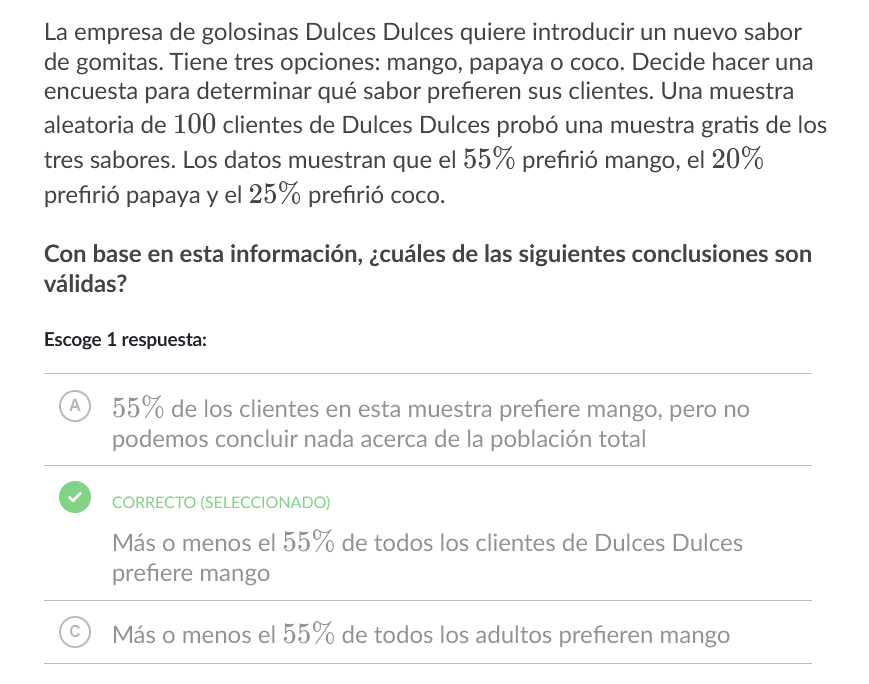 La empresa de golosinas Dulces Dulces quiere introducir un nuevo sabor
de gomitas. Tiene tres opciones: mango, papaya o coco. Decide hacer una
encuesta para determinar qué sabor prefieren sus clientes. Una muestra
aleatoria de 100 clientes de Dulces Dulces probó una muestra gratis de los
tres sabores. Los datos muestran que el 55% prefirió mango, el 20%
prefirió papaya y el 25% prefirió coco.
Con base en esta información, ¿cuáles de las siguientes conclusiones son
válidas?
Escoge 1 respuesta:
A 55% de los clientes en esta muestra prefiere mango, pero no
podemos concluir nada acerca de la población total
CORRECTO (SELECCIONADO)
Más o menos el 55% de todos los clientes de Dulces Dulces
prefiere mango
C Más o menos el 55% de todos los adultos prefieren mango